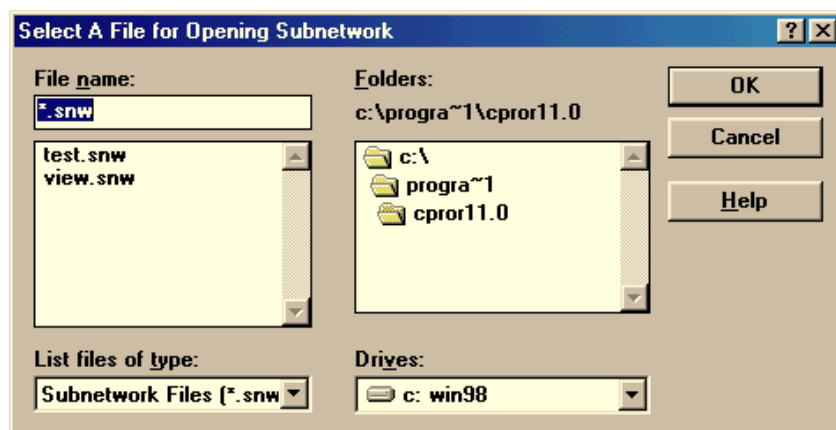 Select A File for Opening Subnetwork
File name:
*.snw
test.snw
view.snw
List files of type:
Subnetwork Files (*.snw
Folders:
c:\progra~1\cpror11.0
c:\
progra~1
cpror11.0
Drives:
c: win98
OK
Cancel
Help